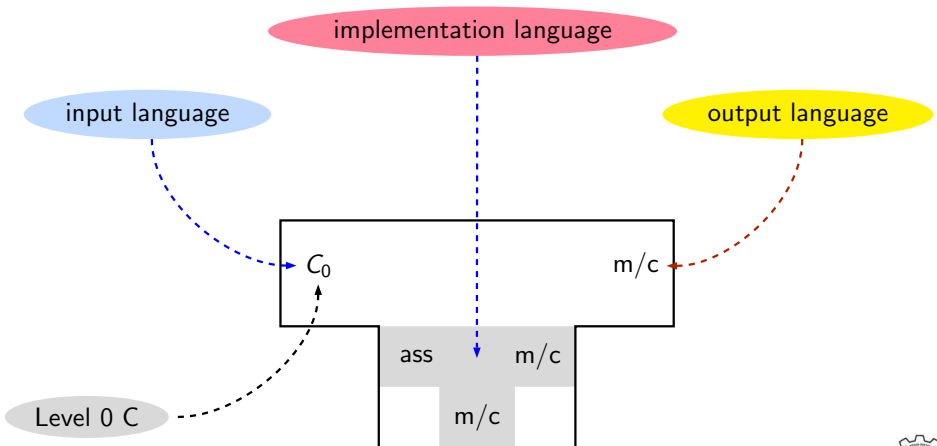 implementation language
input language
output language
C₀
m/c
ass
m/c
Level 0 C
m/c